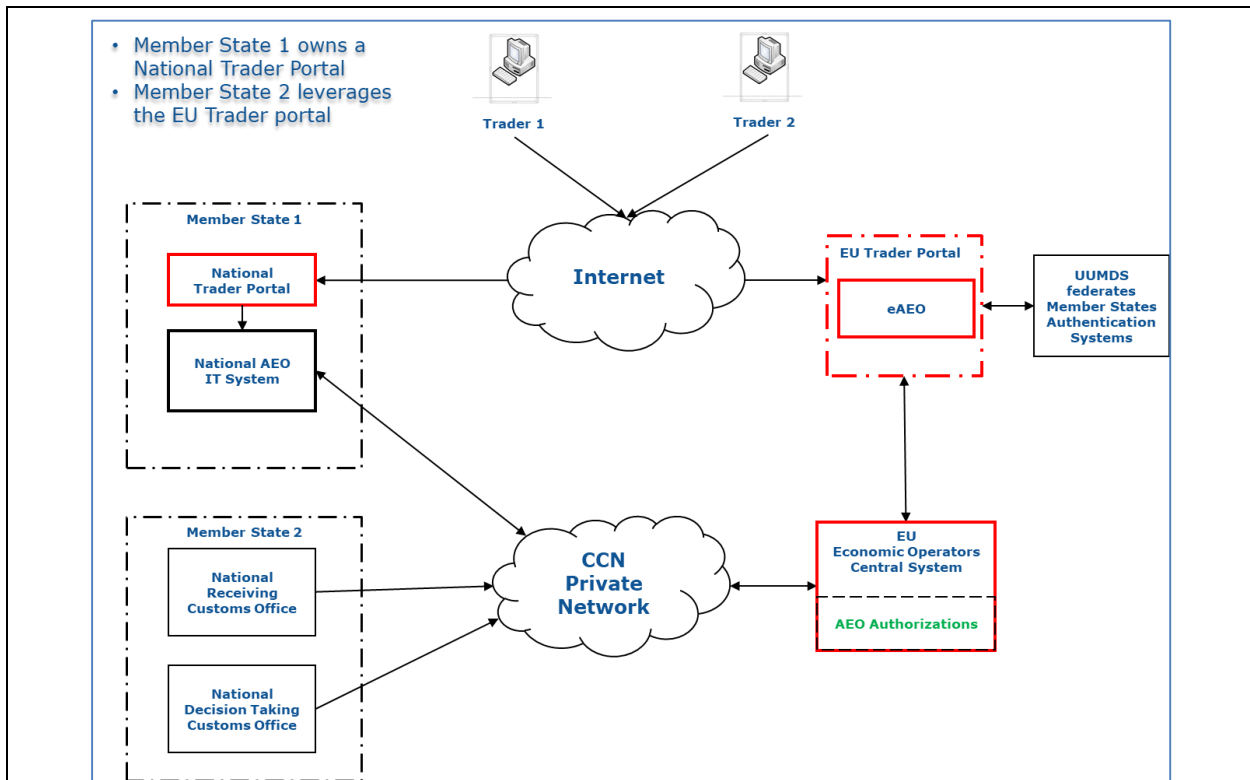 • Member State 1 owns a
National Trader Portal
• Member State 2 leverages
the EU Trader portal
Trader 1
Trader 2
Member State 1
National
Trader Portal
National AEO
IT System
Internet
EU Trader Portal
eAEO
UUMDS
federates
Member States
Authentication
Systems
Member State 2
National
Receiving
Customs Office
National
Decision Taking
Customs Office
CCN
Private
Network
EU
Economic Operators
Central System
AEO Authorizations